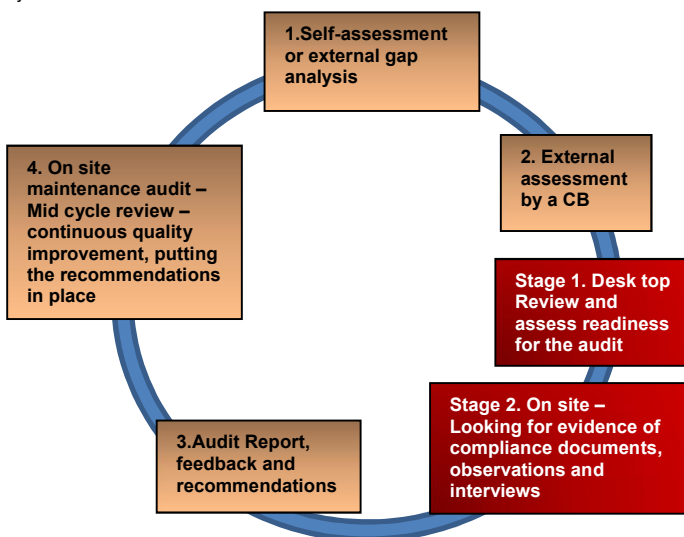 1.Self-assessment
or external gap
analysis
2. External
assessment
by a CB
Stage 1. Desk top
Review and
assess readiness
for the audit
Stage 2. On site –
Looking for evidence of
compliance documents,
observations and
interviews
3.Audit Report,
feedback and
recommendations
4. On site
maintenance audit –
Mid cycle review –
continuous quality
improvement, putting
the recommendations
in place